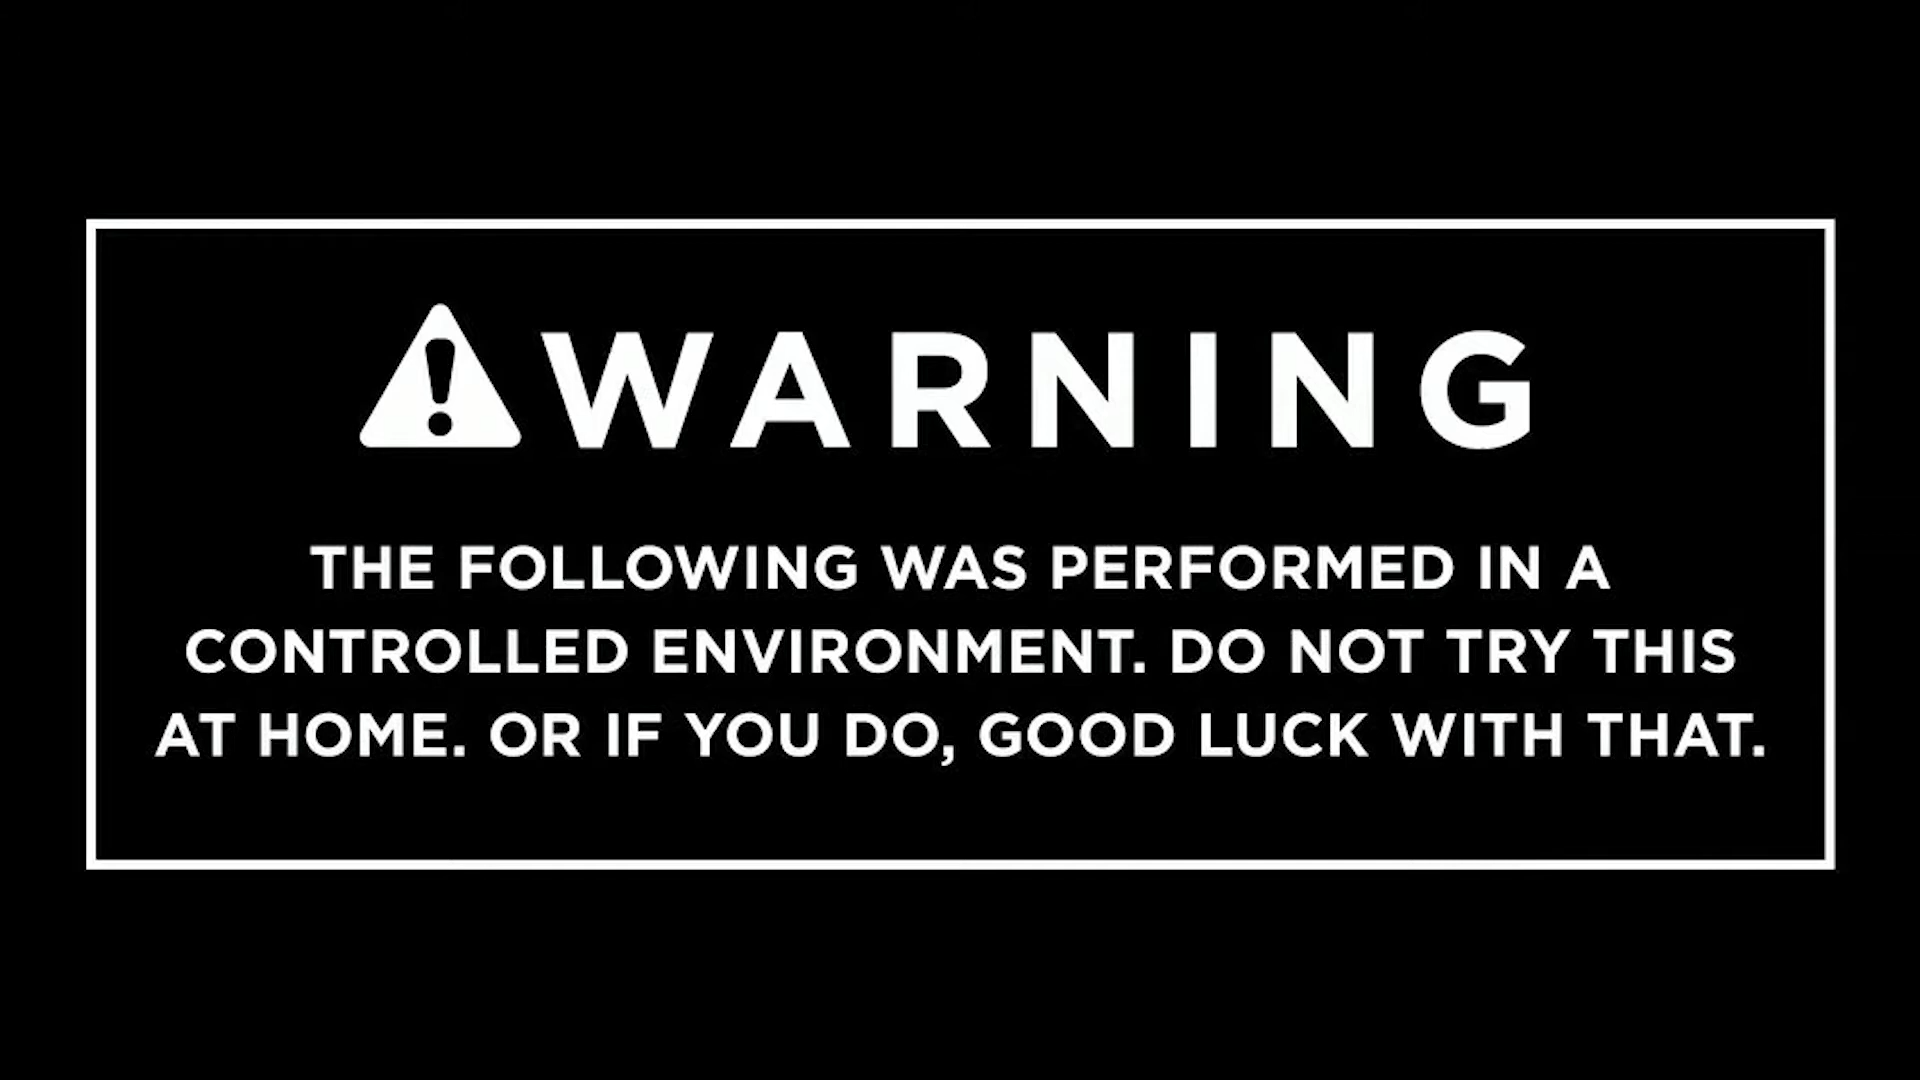 WARNING
THE FOLLOWING WAS PERFORMED IN A
CONTROLLED ENVIRONMENT. DO NOT TRY THIS
AT HOME. OR IF YOU DO, GOOD LUCK WITH THAT.